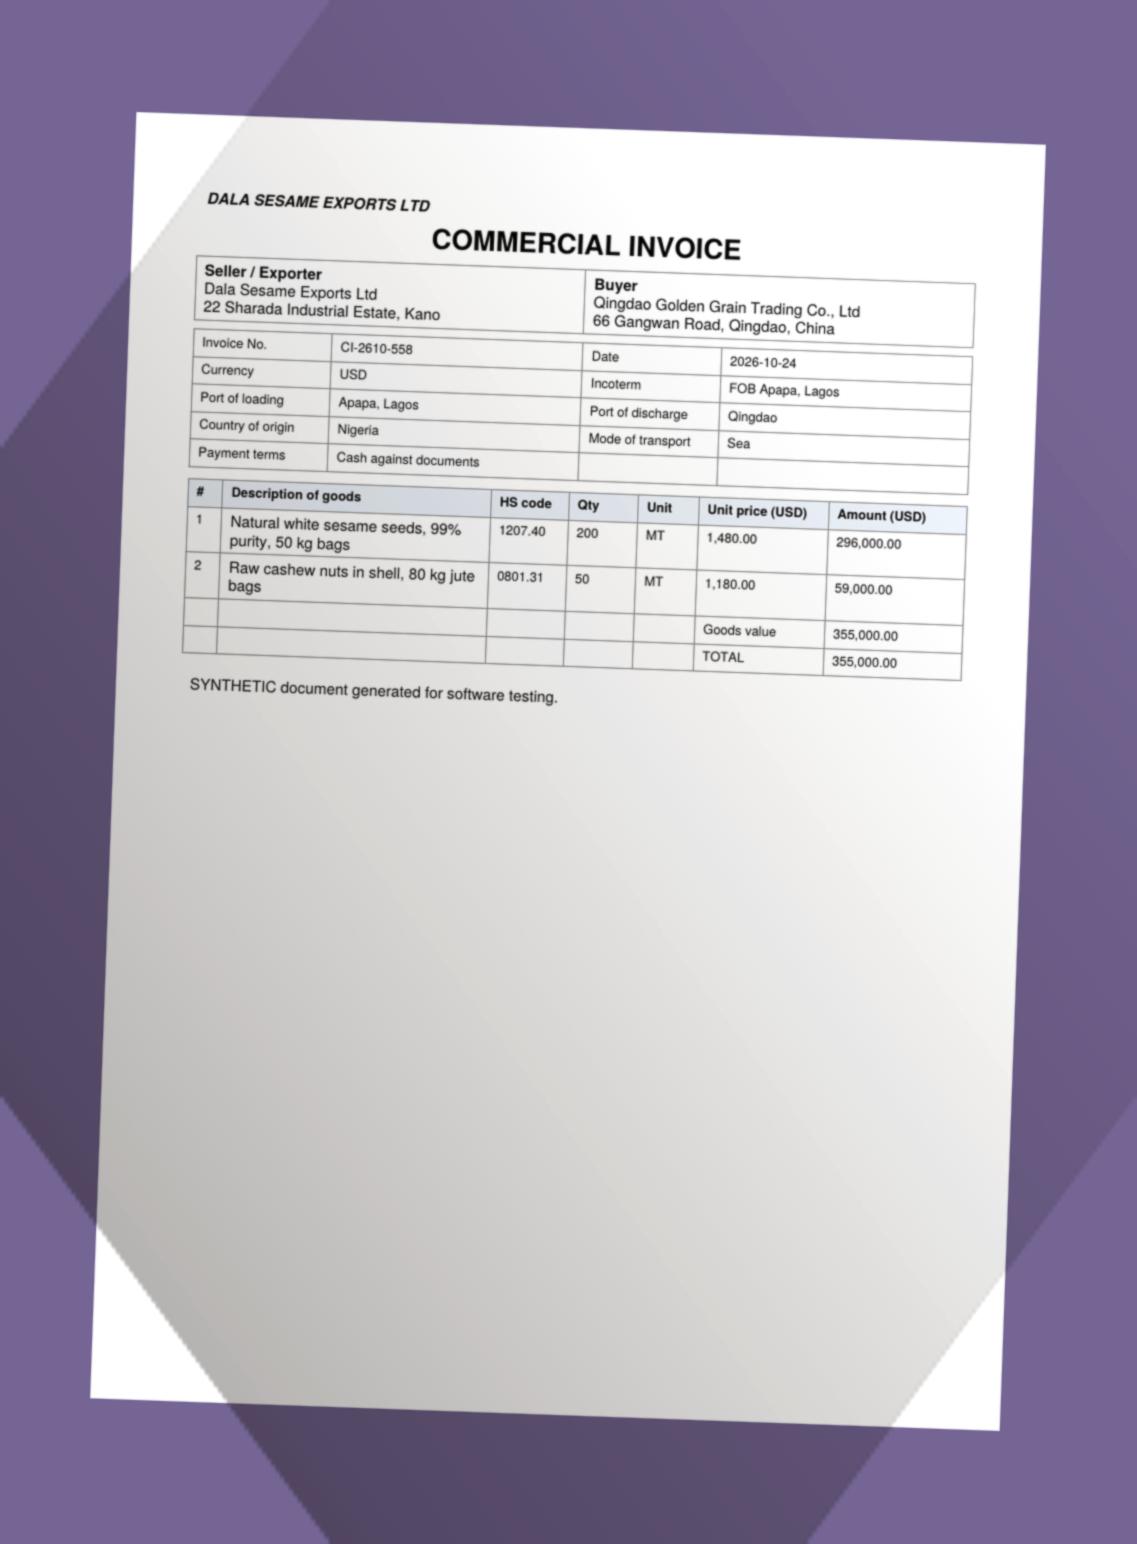 DALA SESAME EXPORTS LTD
COMMERCIAL INVOICE
Seller / Exporter
Dala Sesame Exports Ltd
22 Sharada Industrial Estate, Kano
Buyer
Qingdao Golden Grain Trading Co., Ltd
66 Gangwan Road, Qingdao, China
Invoice No. CI-2610-558 Date 2026-10-24
Currency USD Incoterm FOB Apapa, Lagos
Port of loading Apapa, Lagos Port of discharge Qingdao
Country of origin Nigeria Mode of transport Sea
Payment terms Cash against documents
# Description of goods HS code Qty Unit Unit price (USD) Amount (USD)
1 Natural white sesame seeds, 99% 1207.40 200 MT 1,480.00 296,000.00
purity, 50 kg bags
2 Raw cashew nuts in shell, 80 kg jute 0801.31 50 MT 1,180.00 59,000.00
bags
Goods value 355,000.00
TOTAL 355,000.00
SYNTHETIC document generated for software testing.